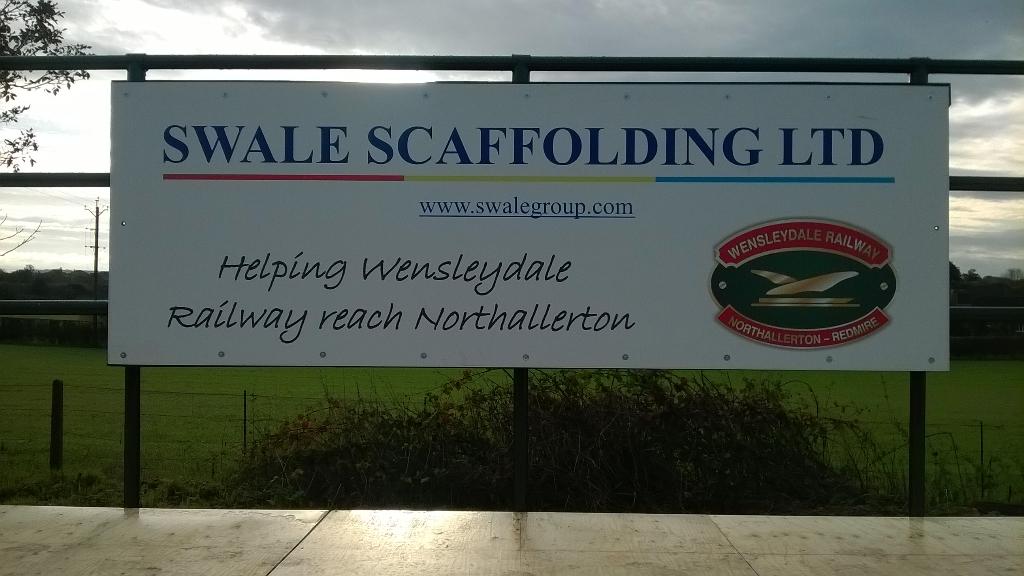 SWALE SCAFFOLDING LTD
www.swalegroup.com
Helping Wensleydale
Railway reach Northallerton
WENSLEYDALE RAILWAY
NORTHALLERTON - REDMIRE